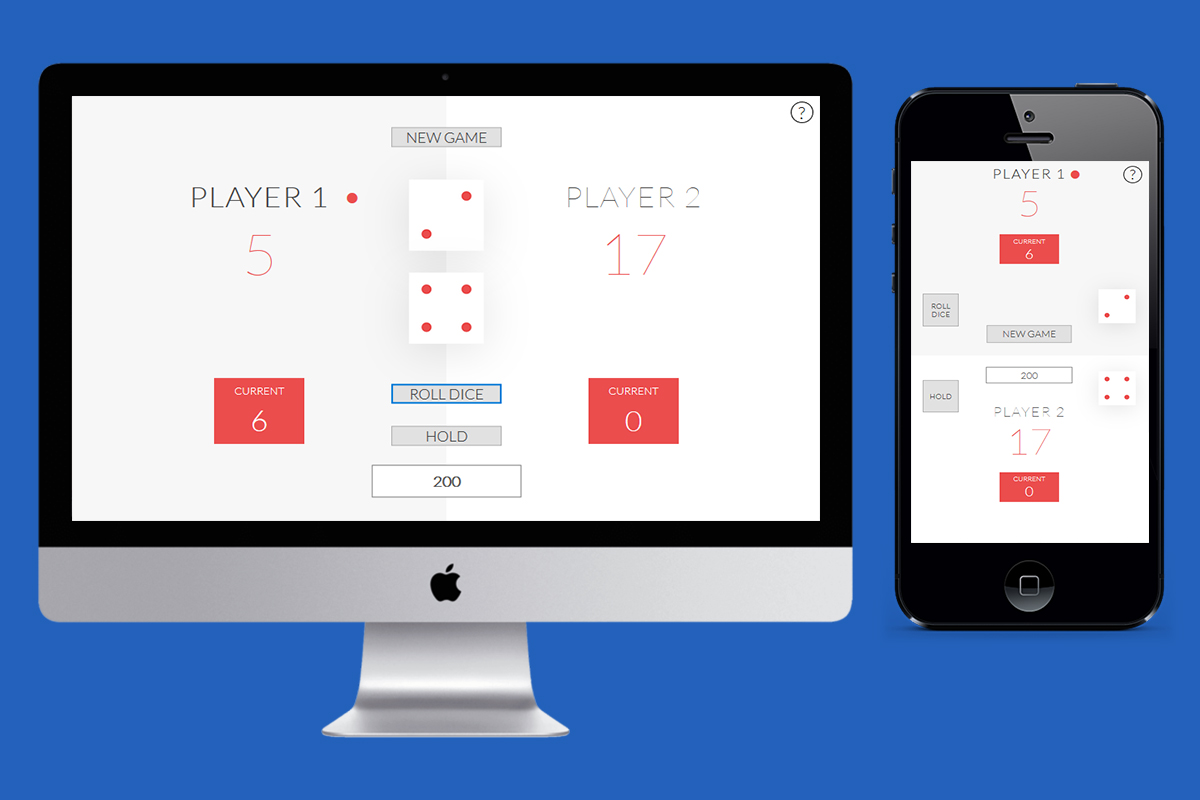 ?
NEW GAME
PLAYER 1
5
PLAYER 2
17
CURRENT
6
ROLL DICE
HOLD
200
CURRENT
0
PLAYER 1
?
5
CURRENT
6
ROLL
DICE
NEW GAME
200
HOLD
PLAYER 2
17
CURRENT
0